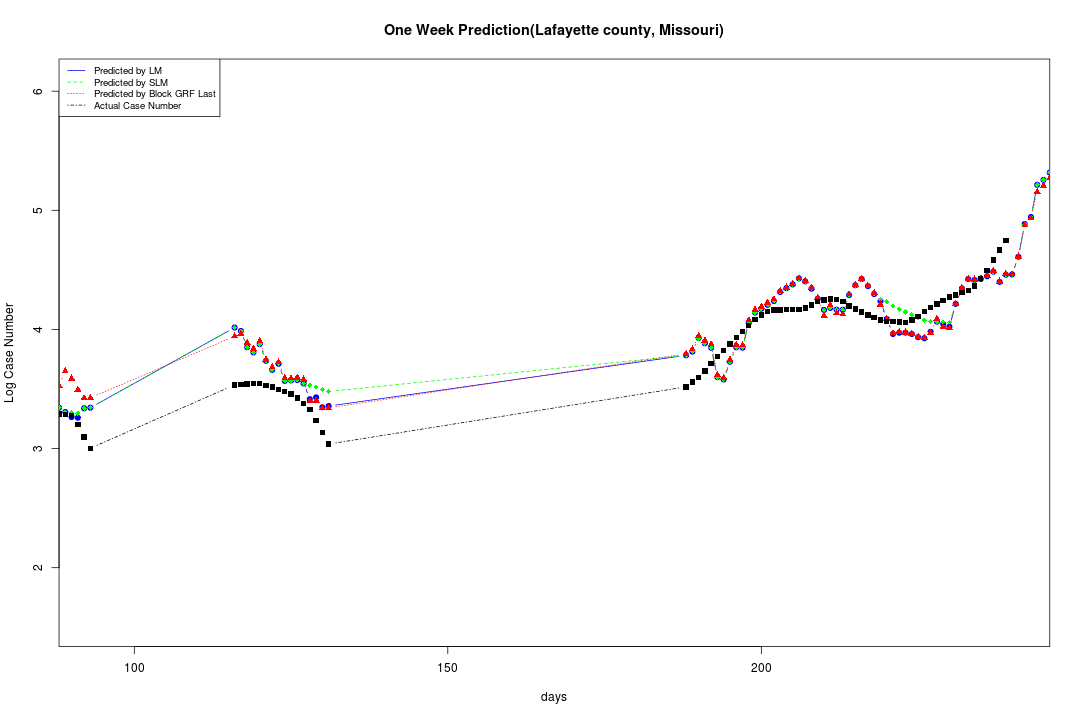 One Week Prediction(Lafayette county, Missouri)
Predicted by LM
Predicted by SLM
Predicted by Block GRF Last
Actual Case Number
6
5
4
3
2
Log Case Number
100
150
200
days